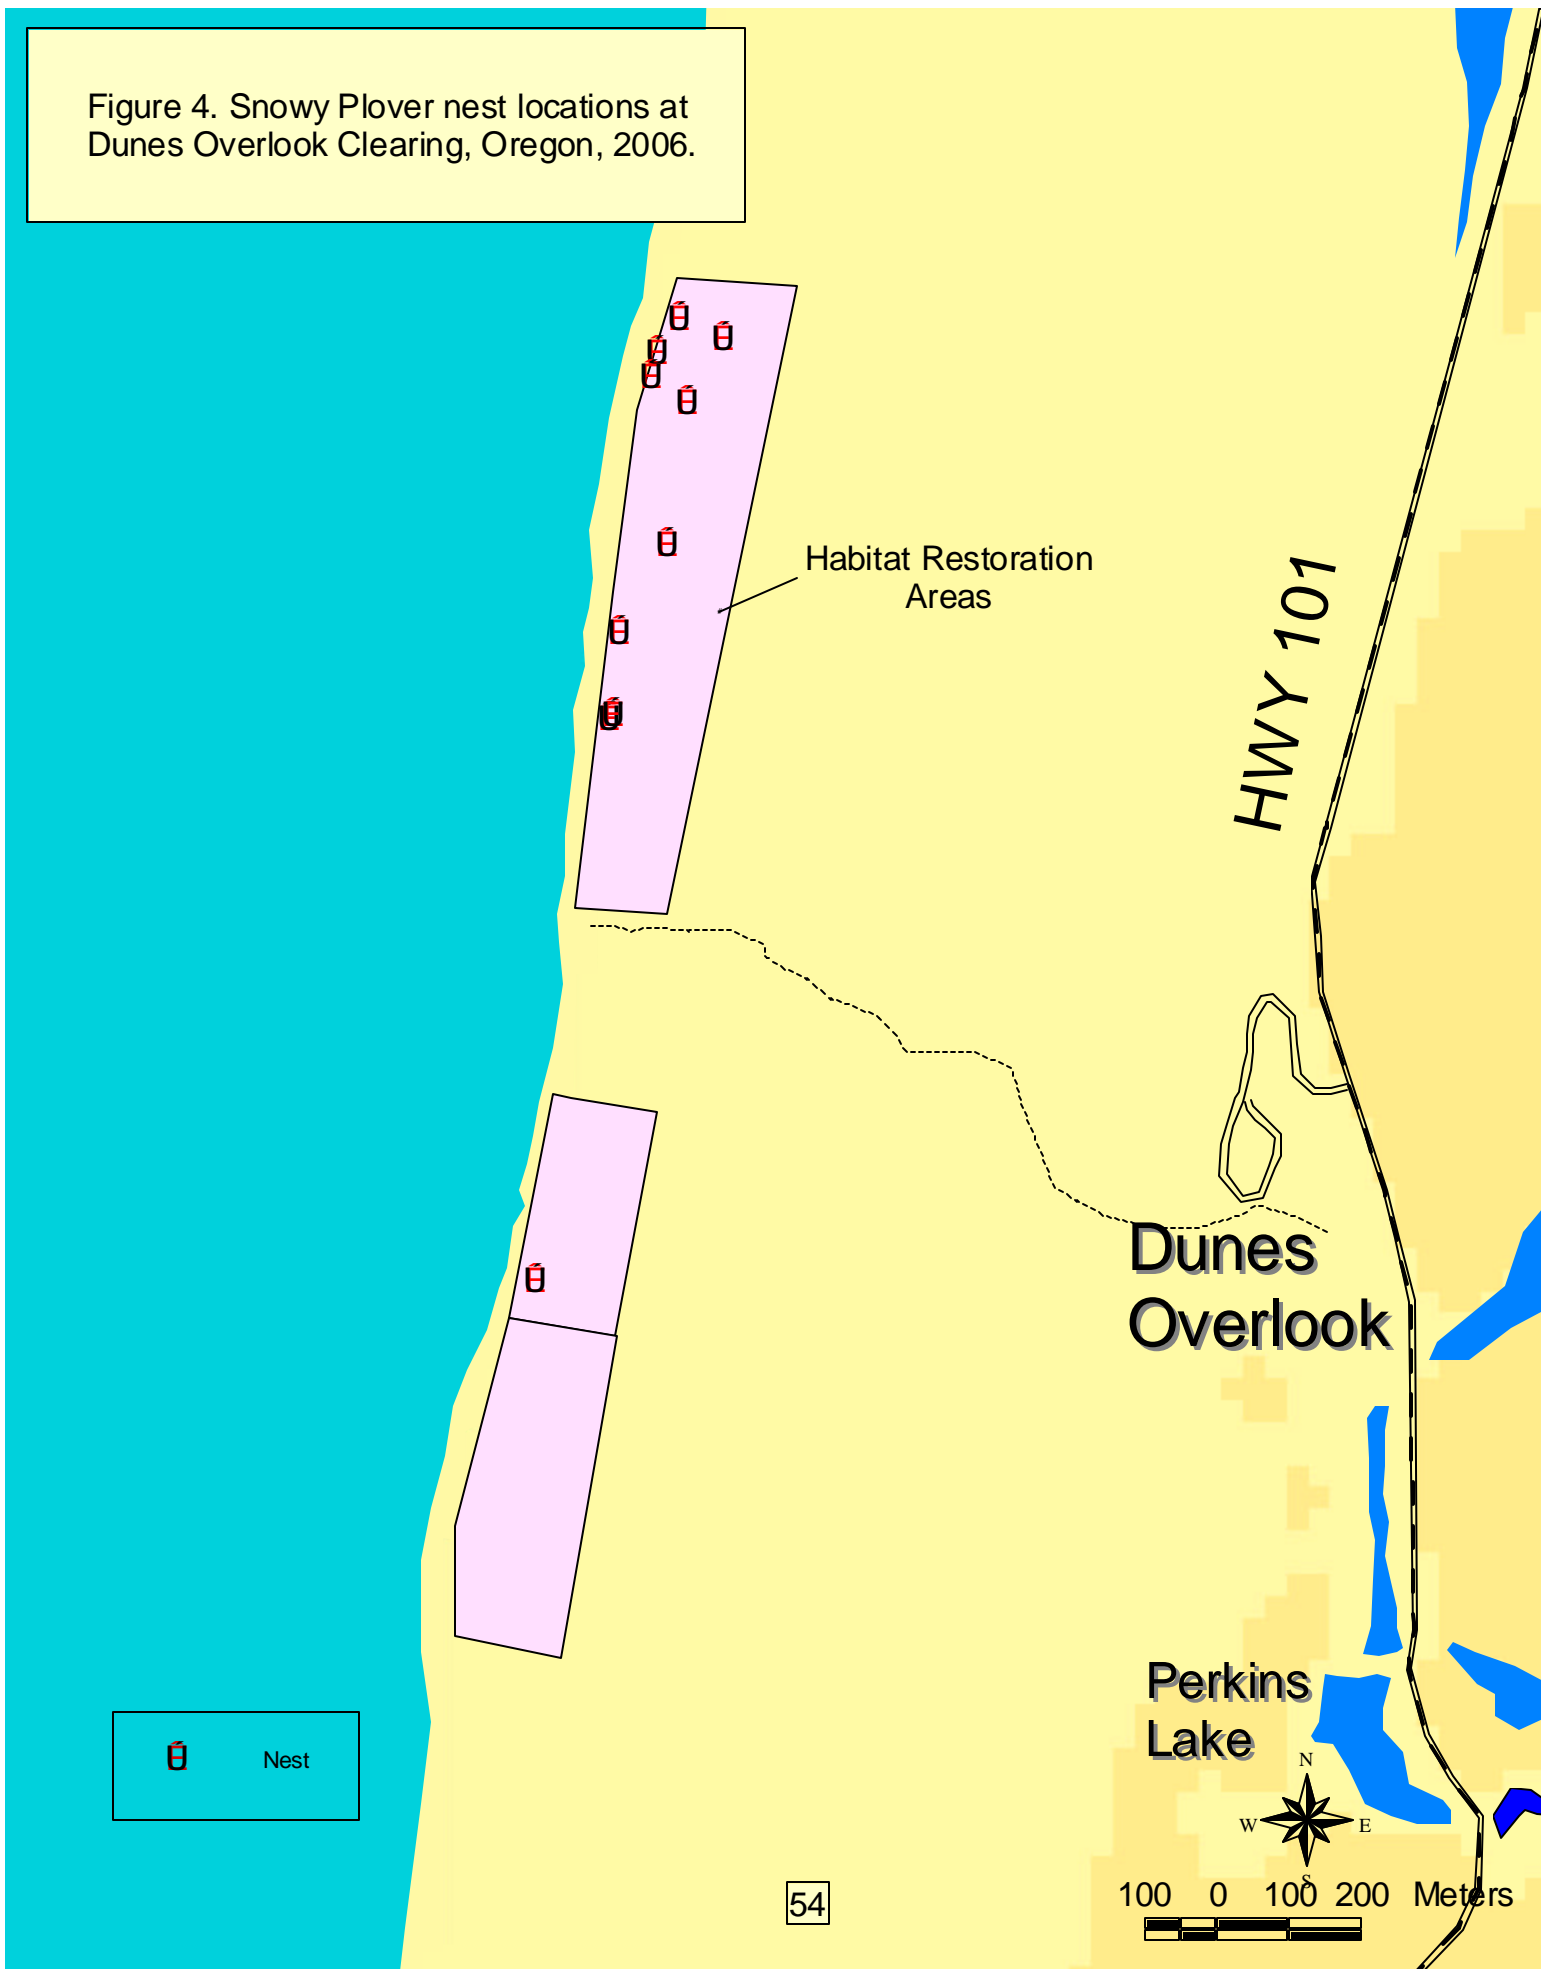 Figure 4. Snowy Plover nest locations at
Dunes Overlook Clearing, Oregon, 2006.
Habitat Restoration
Areas
HWY 101
Dunes
Overlook
Perkins
Lake
Nest
N
W
E
S
54
100 0 100 200 Meters